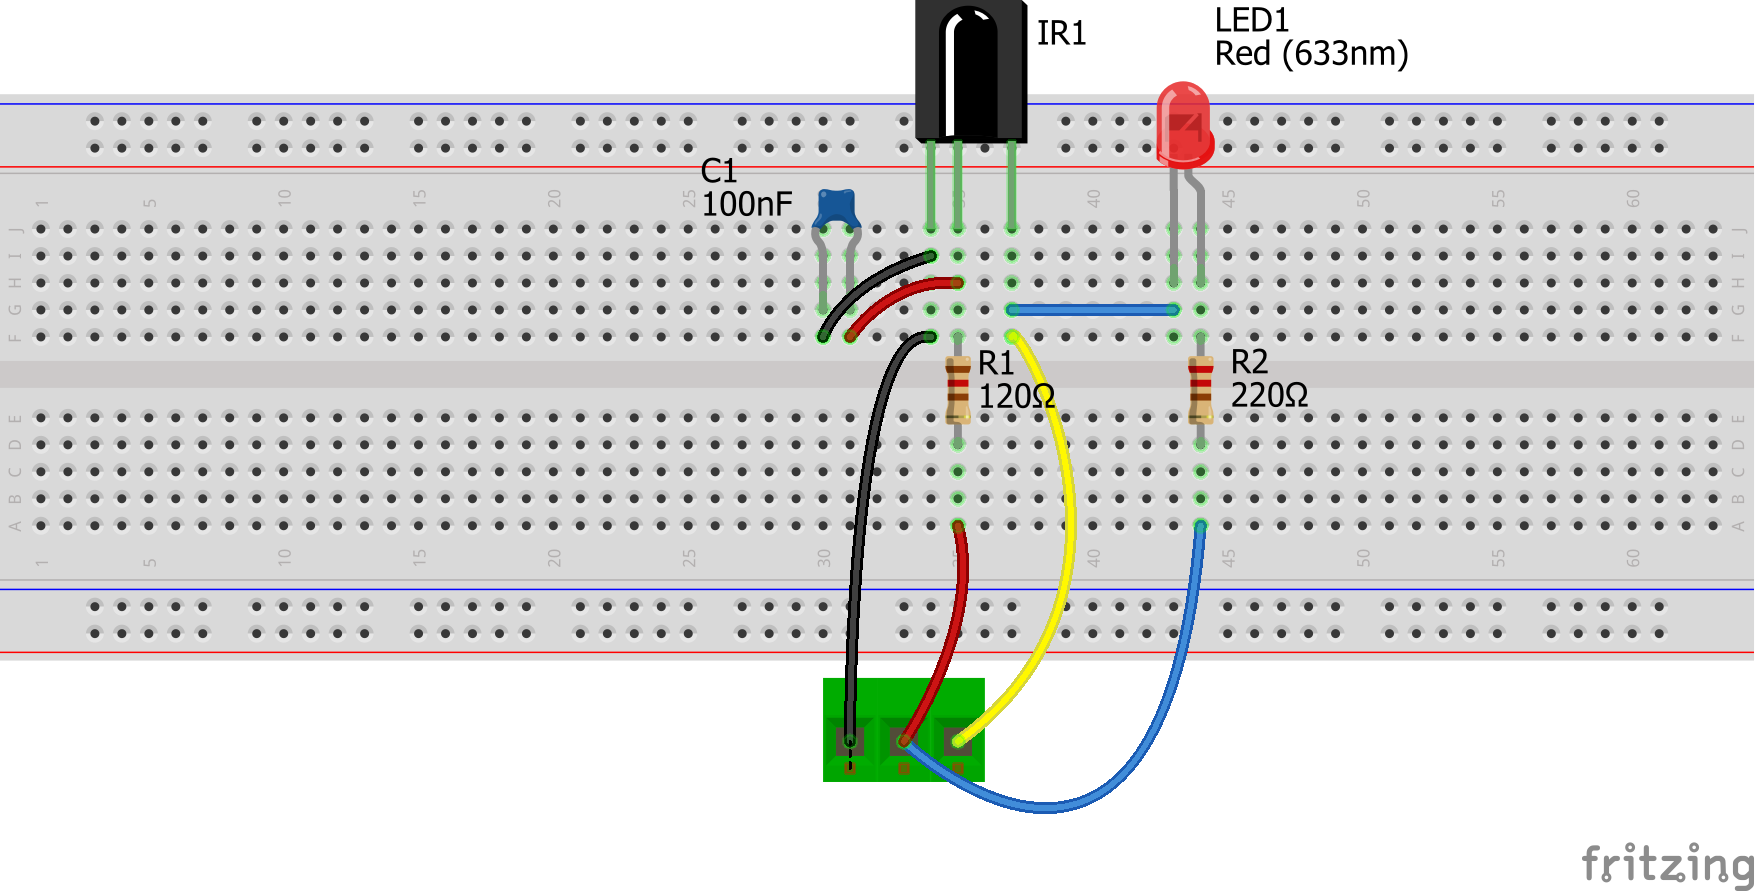 IR1
LED1
Red (633nm)
C1
100nF
1 5 10 15 20 25 35 40 45 50 55 60
J J
I I
H H
G G
F F
R1
120Ω
R2
220Ω
E E
D D
C C
B B
A A
1 5 10 15 20 25 30 35 40 45 50 55 60
fritzing